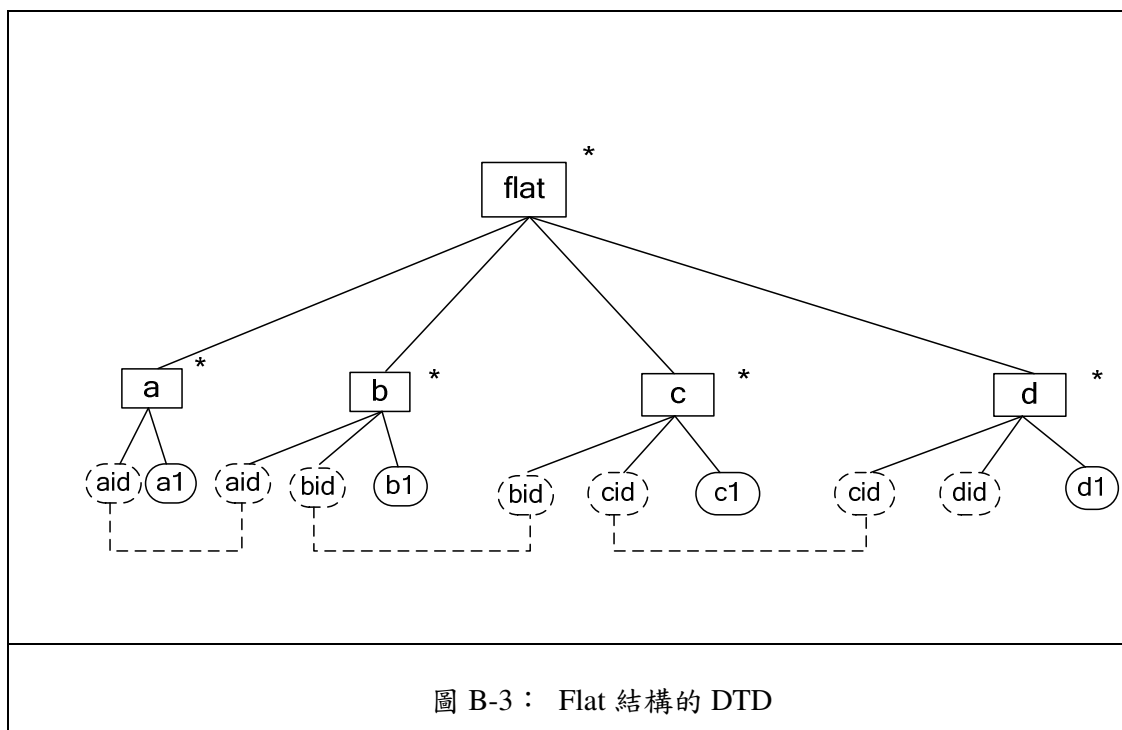 *
flat
* * * *
a b c d
aid a1 aid bid b1 bid cid c1 cid did d1
圖 B-3： Flat 結構的 DTD